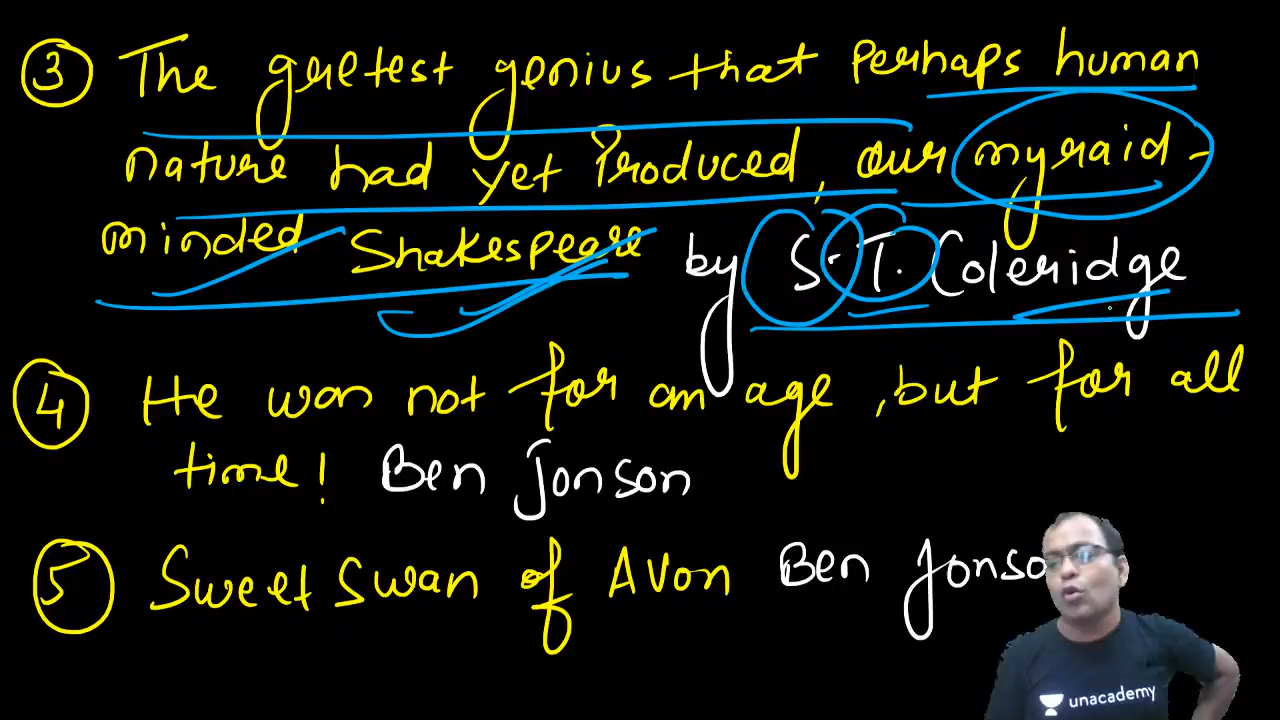 3 The gretest genius that perhaps human
nature had yet produced, our myraid-
minded Shakespeare by S.T. Coleridge
4 He was not for an age, but for all
time! Ben Jonson
5 Sweet swan of Avon Ben Jonso
unacademy